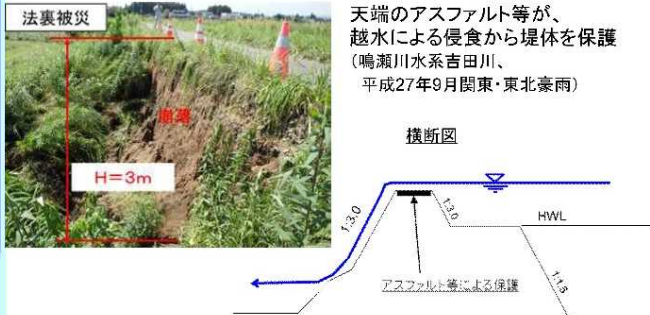 法裏被災
崩落
H=3m
天端のアスファルト等が、
越水による侵食から堤体を保護
(鳴瀬川水系吉田川、
平成27年9月関東・東北豪雨)
横断図
1:3.0
1:3.0
HWL
1:1.5
アスファルト等による保護